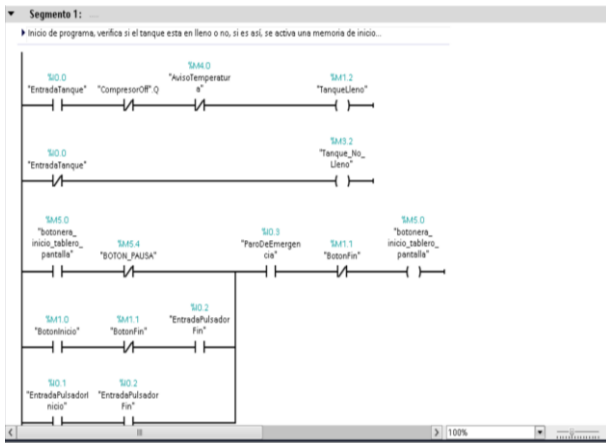 Segmento 1:
Inicio de programa, verifica si el tanque esta en lleno o no, si es así, se activa una memoria de inicio...
%M4.0
%I0.0 "AvisoTemperatur %M1.2
"EntradaTanque" "CompresorOff".Q a" "TanqueLleno"
%M3.2
%I0.0 "Tanque_No_
"EntradaTanque" Lleno"
%M5.0 %M5.0
"botonera_ %I0.3 "botonera_
inicio_tablero_ %M5.4 "ParoDeEmergen %M1.1 inicio_tablero_
pantalla" "BOTON_PAUSA" cia" "BotonFin" pantalla"
%I0.2
%M1.0 %M1.1 "EntradaPulsador
"BotonInicio" "BotonFin" Fin"
%I0.1 %I0.2
"EntradaPulsadorI "EntradaPulsador
nicio" Fin"
100%